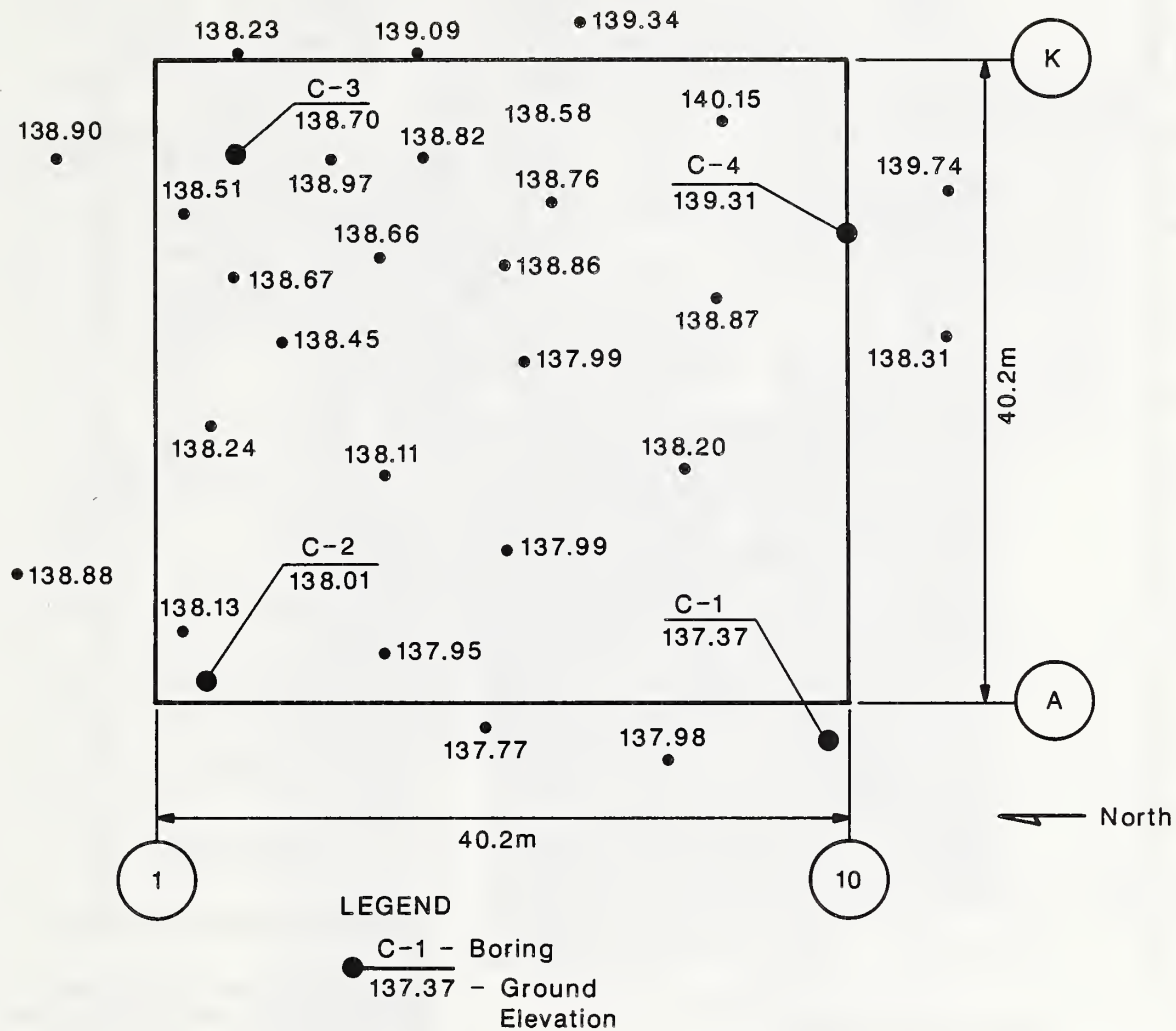 139.34
138.23
139.09
K
C-3
138.70
138.58
140.15
138.90
138.82
C-4
139.31
139.74
138.51
138.97
138.76
138.66
138.86
138.67
138.87
138.45
137.99
138.31
40.2m
138.24
138.11
138.20
C-2
138.01
137.99
138.88
138.13
C-1
137.37
137.95
A
137.77
137.98
40.2m
North
1
10
LEGEND
C-1 - Boring
137.37 - Ground
Elevation